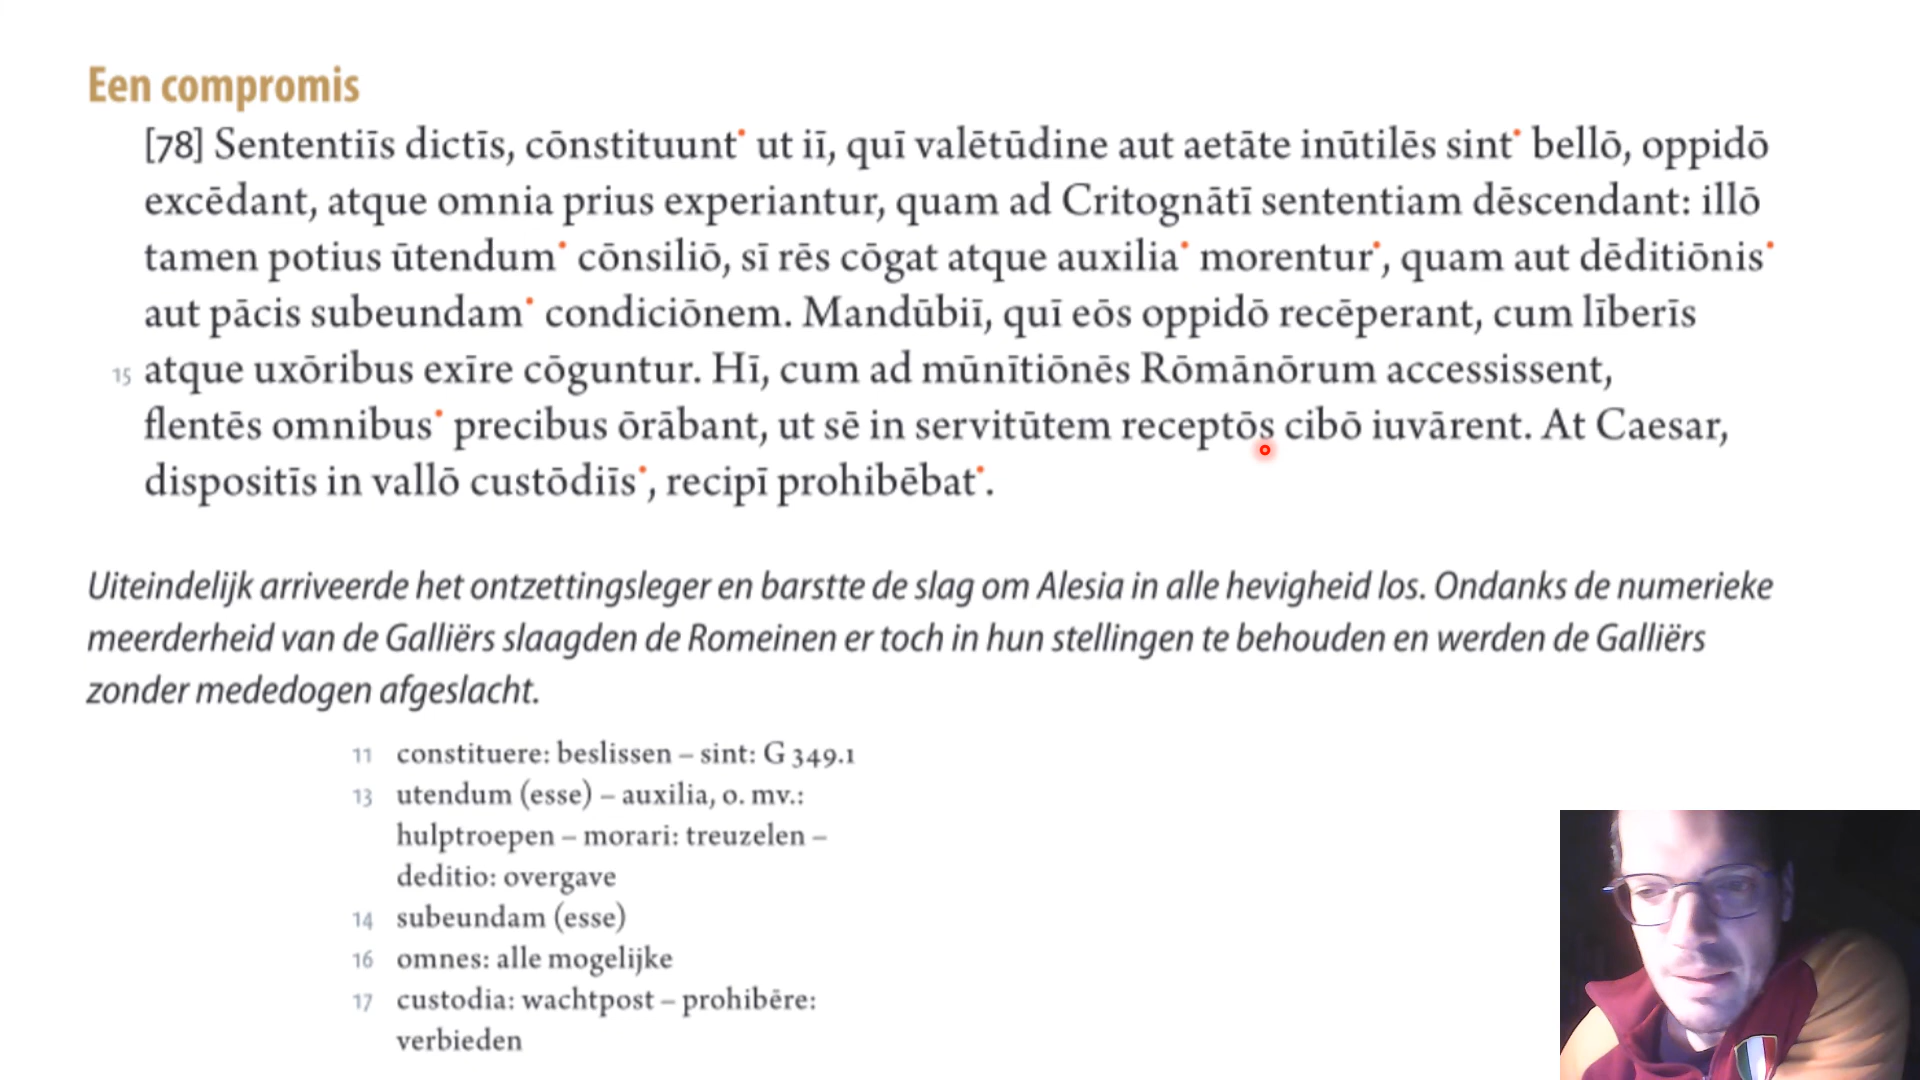 Een compromis
[78] Sententiīs dictīs, cōnstituunt• ut iī, quī valētūdine aut aetāte inūtilēs sint• bellō, oppidō
excēdant, atque omnia prius experiantur, quam ad Critognātī sententiam dēscendant: illō
tamen potius ūtendum• cōnsiliō, sī rēs cōgat atque auxilia• morentur•, quam aut dēditiōnis•
aut pācis subeundam• condiciōnem. Mandūbiī, quī eōs oppidō recēperant, cum līberīs
15 atque uxōribus exīre cōguntur. Hī, cum ad mūnītiōnēs Rōmānōrum accessissent,
flentēs omnibus• precibus ōrābant, ut sē in servitūtem receptōs cibō iuvārent. At Caesar,
dispositīs in vallō custōdiīs•, recipī prohibēbat•.
Uiteindelijk arriveerde het ontzettingsleger en barstte de slag om Alesia in alle hevigheid los. Ondanks de numerieke
meerderheid van de Galliërs slaagden de Romeinen er toch in hun stellingen te behouden en werden de Galliërs
zonder mededogen afgeslacht.
11 constituere: beslissen – sint: G 349.1
13 utendum (esse) – auxilia, o. mv.:
hulptroepen – morari: treuzelen –
deditio: overgave
14 subeundam (esse)
16 omnes: alle mogelijke
17 custodia: wachtpost – prohibēre:
verbieden